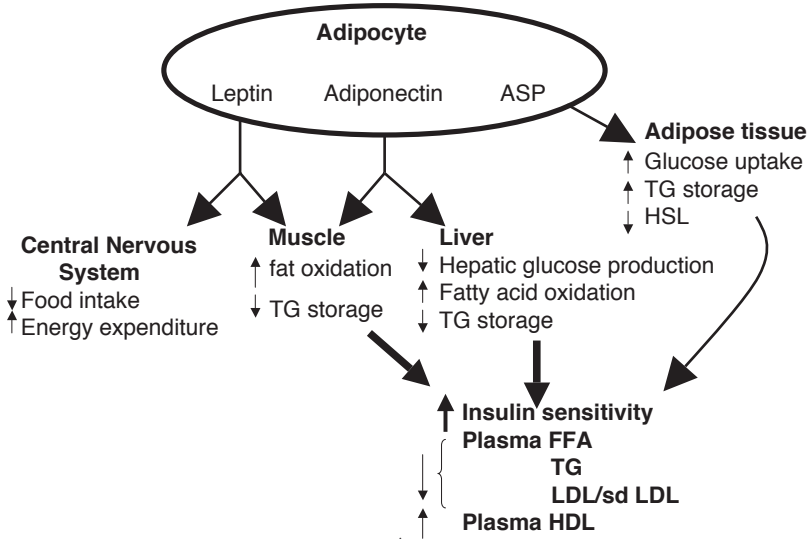 Adipocyte
Leptin Adiponectin ASP
Adipose tissue
↑ Glucose uptake
↑ TG storage
↓ HSL
Central Nervous
System
↓ Food intake
↑ Energy expenditure
Muscle
↑ fat oxidation
↓ TG storage
Liver
↓ Hepatic glucose production
↑ Fatty acid oxidation
↓ TG storage
↑ Insulin sensitivity
Plasma FFA
↓ TG
LDL/sd LDL
↑ Plasma HDL